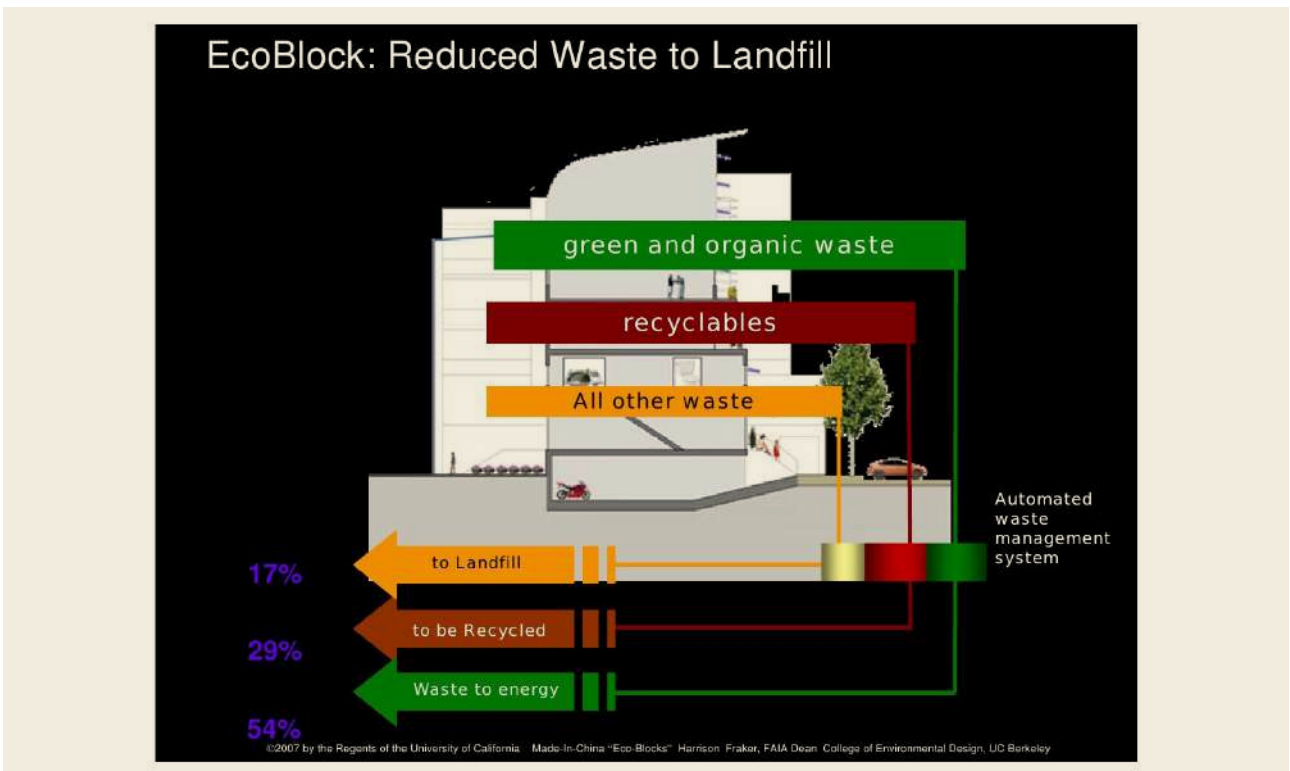 EcoBlock: Reduced Waste to Landfill
green and organic waste
recyclables
All other waste
Automated
waste
management
system
to Landfill
17%
to be Recycled
29%
Waste to energy
54%
©2007 by the Regents of the University of California Made-In-China "Eco-Blocks" Harrison Fraker, FAIA Dean College of Environmental Design, UC Berkeley